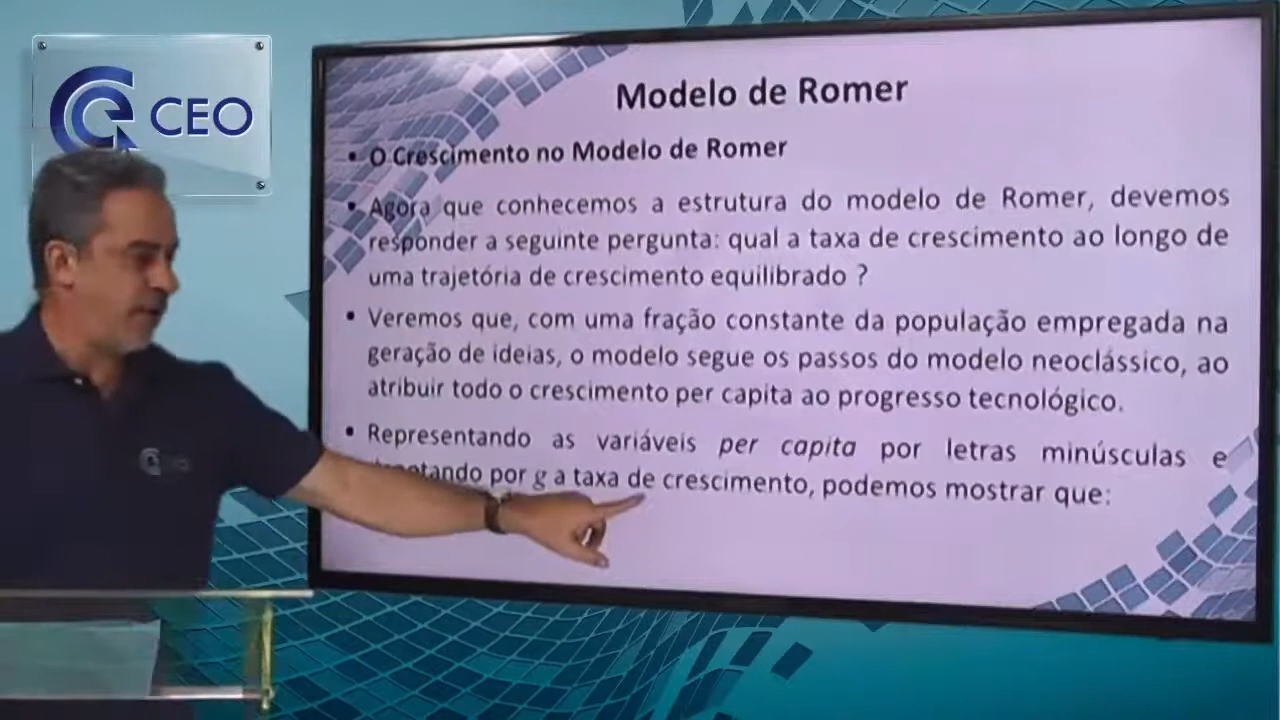 CEO
Modelo de Romer
• O Crescimento no Modelo de Romer
• Agora que conhecemos a estrutura do modelo de Romer, devemos
responder a seguinte pergunta: qual a taxa de crescimento ao longo de
uma trajetória de crescimento equilibrado ?
• Veremos que, com uma fração constante da população empregada na
geração de ideias, o modelo segue os passos do modelo neoclássico, ao
atribuir todo o crescimento per capita ao progresso tecnológico.
• Representando as variáveis per capita por letras minúsculas e
por g a taxa de crescimento, podemos mostrar que: